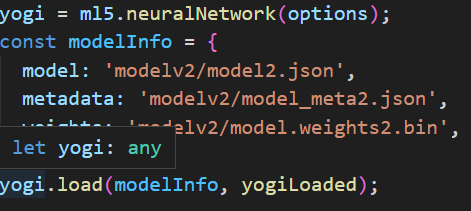 yogi = ml5.neuralNetwork(options);
const modelInfo = {
model: 'modelv2/model2.json',
metadata: 'modelv2/model_meta2.json',
weights: 'modelv2/model.weights2.bin',
let yogi: any
yogi.load(modelInfo, yogiLoaded);